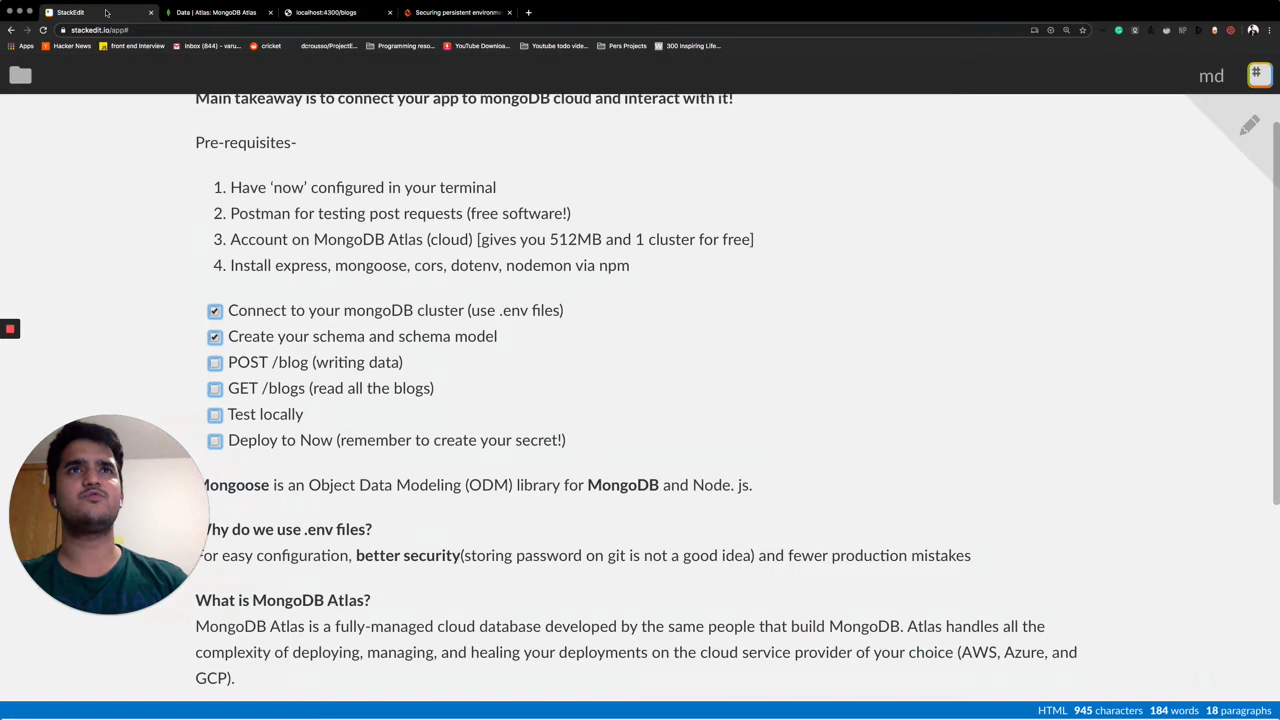 StackEdit
Data | Atlas: MongoDB Atlas
localhost:4300/blogs
Securing persistent environme
stackedit.io/app#
Apps
Hacker News
front end Interview
Inbox (844) - varu...
cricket
dcrousso/ProjectE...
Programming reso...
YouTube Downloa...
Youtube todo vide...
Pers Projects
300 Inspiring Life...
md
Main takeaway is to connect your app to mongoDB cloud and interact with it!
Pre-requisites-
1. Have ‘now’ configured in your terminal
2. Postman for testing post requests (free software!)
3. Account on MongoDB Atlas (cloud) [gives you 512MB and 1 cluster for free]
4. Install express, mongoose, cors, dotenv, nodemon via npm
Connect to your mongoDB cluster (use .env files)
Create your schema and schema model
POST /blog (writing data)
GET /blogs (read all the blogs)
Test locally
Deploy to Now (remember to create your secret!)
Mongoose is an Object Data Modeling (ODM) library for MongoDB and Node. js.
Why do we use .env files?
For easy configuration, better security(storing password on git is not a good idea) and fewer production mistakes
What is MongoDB Atlas?
MongoDB Atlas is a fully-managed cloud database developed by the same people that build MongoDB. Atlas handles all the
complexity of deploying, managing, and healing your deployments on the cloud service provider of your choice (AWS, Azure, and
GCP).
HTML 945 characters 184 words 18 paragraphs